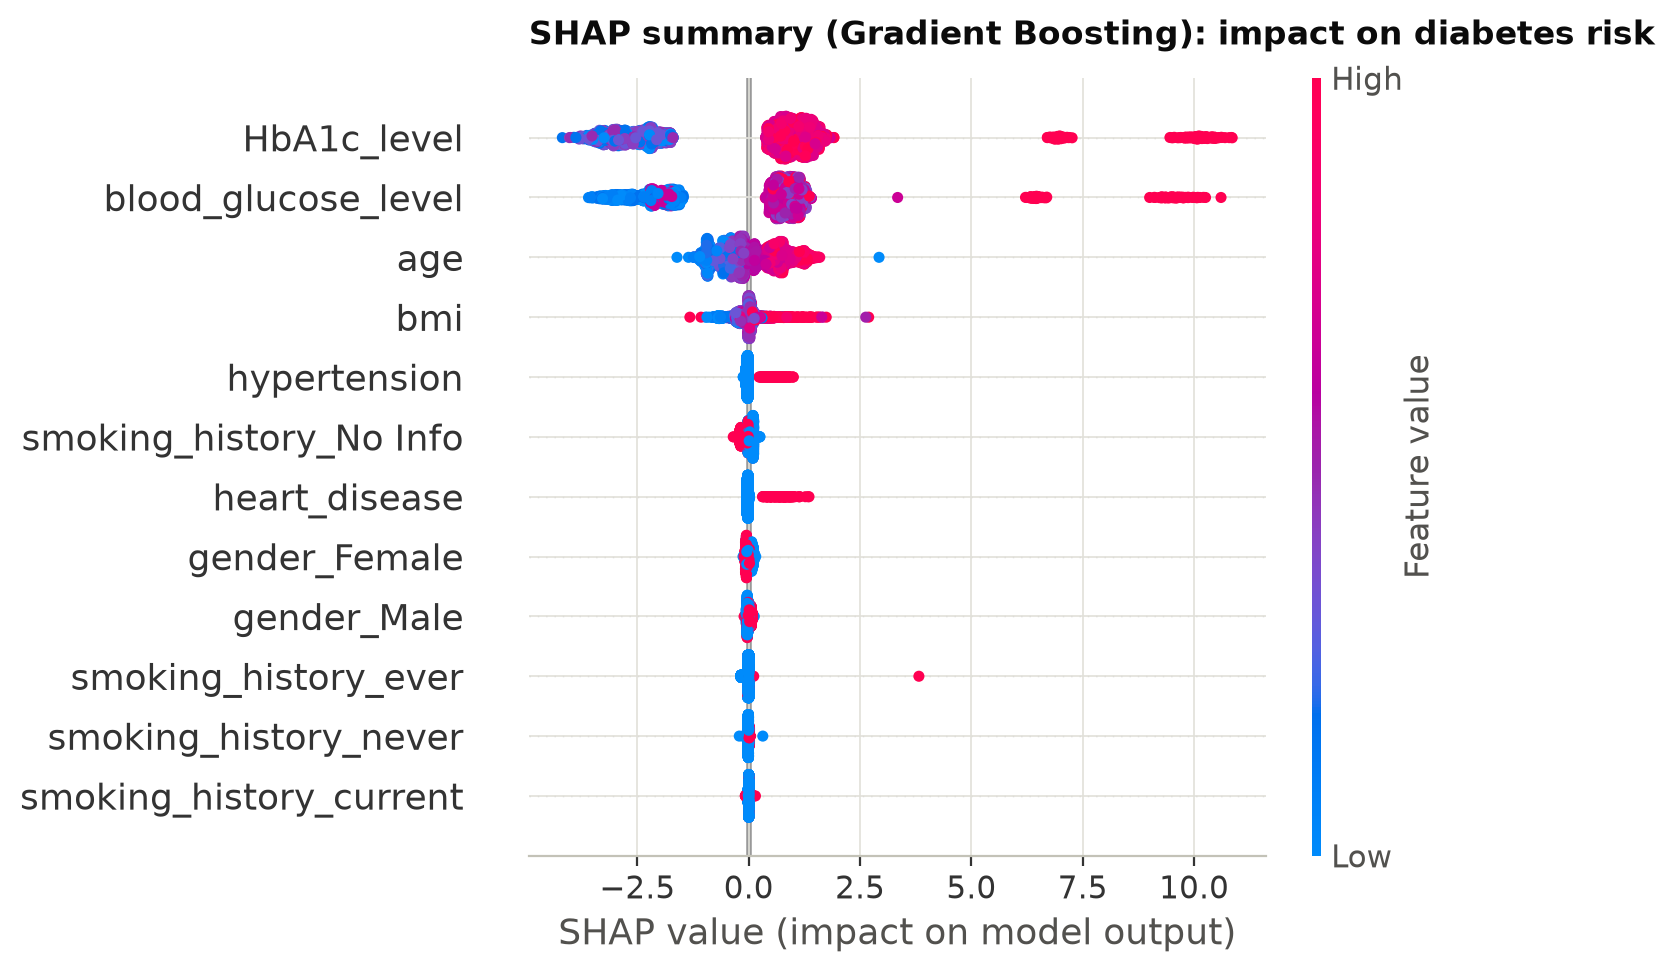 SHAP summary (Gradient Boosting): impact on diabetes risk
High
HbA1c_level
blood_glucose_level
age
bmi
hypertension
smoking_history_No Info
heart_disease
gender_Female
gender_Male
smoking_history_ever
smoking_history_never
smoking_history_current
Feature value
Low
−2.5 0.0 2.5 5.0 7.5 10.0
SHAP value (impact on model output)